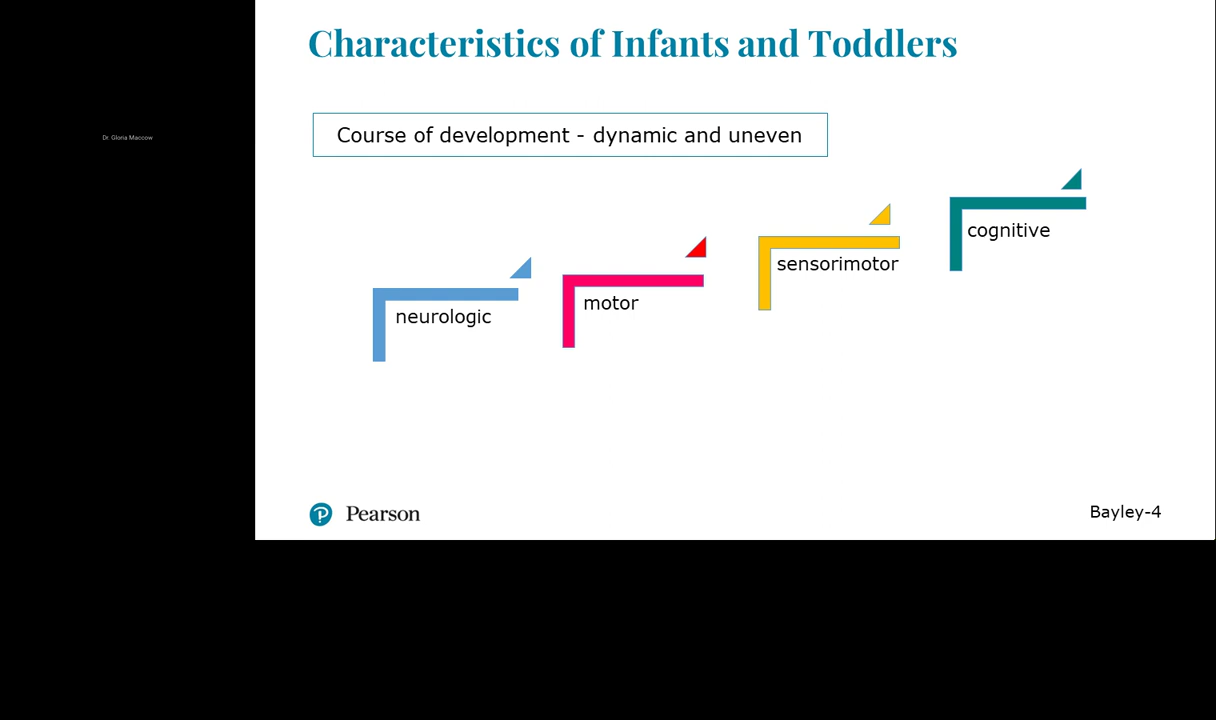 Characteristics of Infants and Toddlers
Dr. Gloria Maccow
Course of development - dynamic and uneven
neurologic
motor
sensorimotor
cognitive
Pearson
Bayley-4